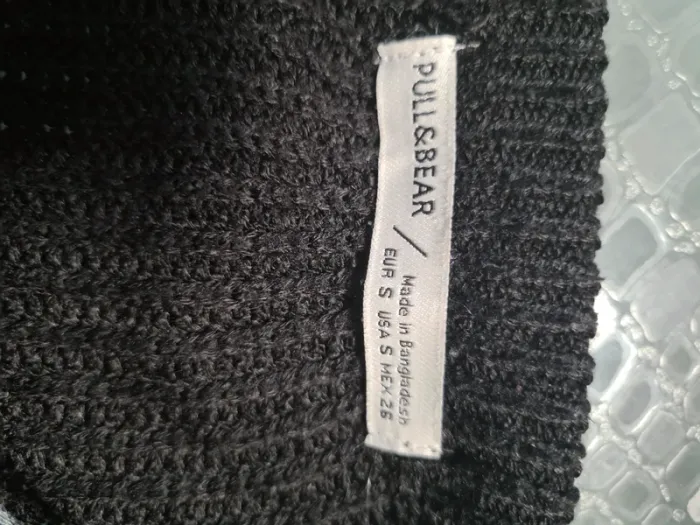 PULL&BEAR /
Made in Bangladesh
EUR S USA S MEX 26